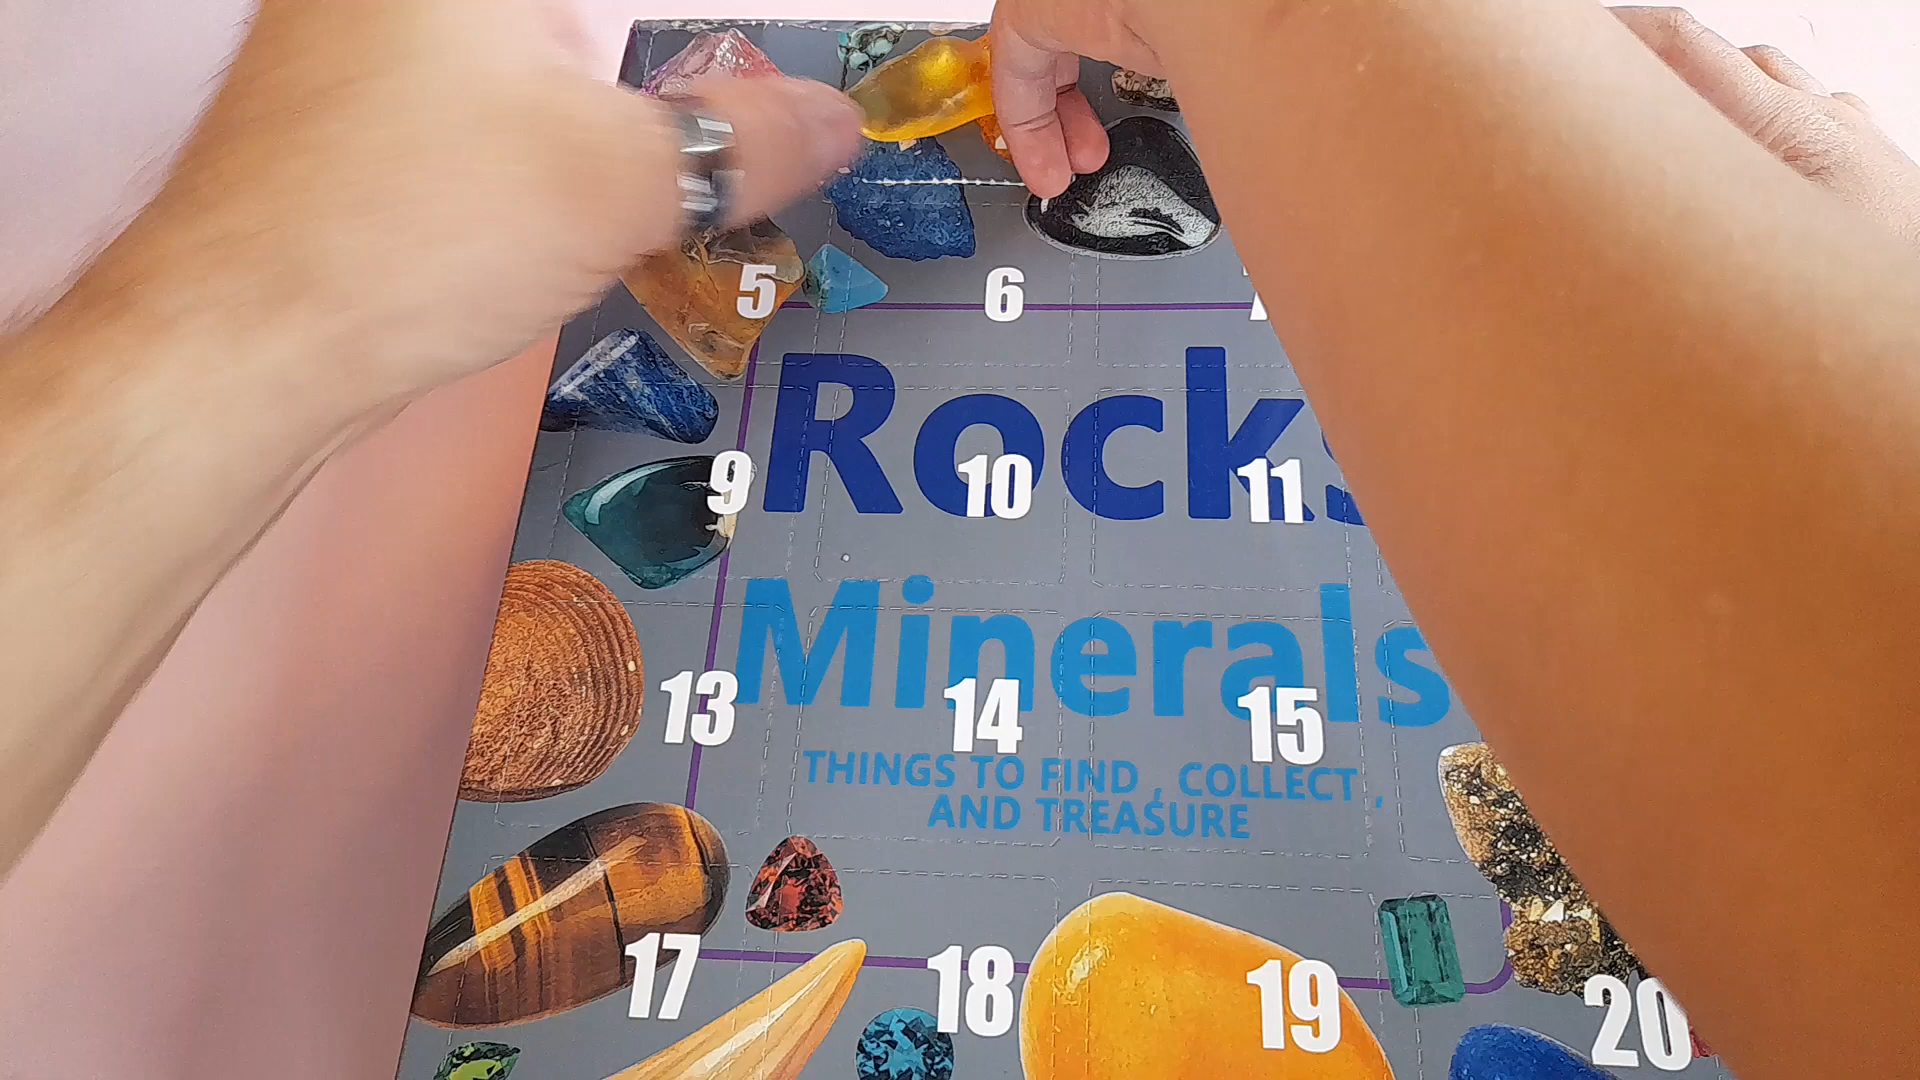 5 6
Rocks
9 10 11
Minerals
13 14 15
THINGS TO FIND , COLLECT ,
AND TREASURE
17 18 19 20